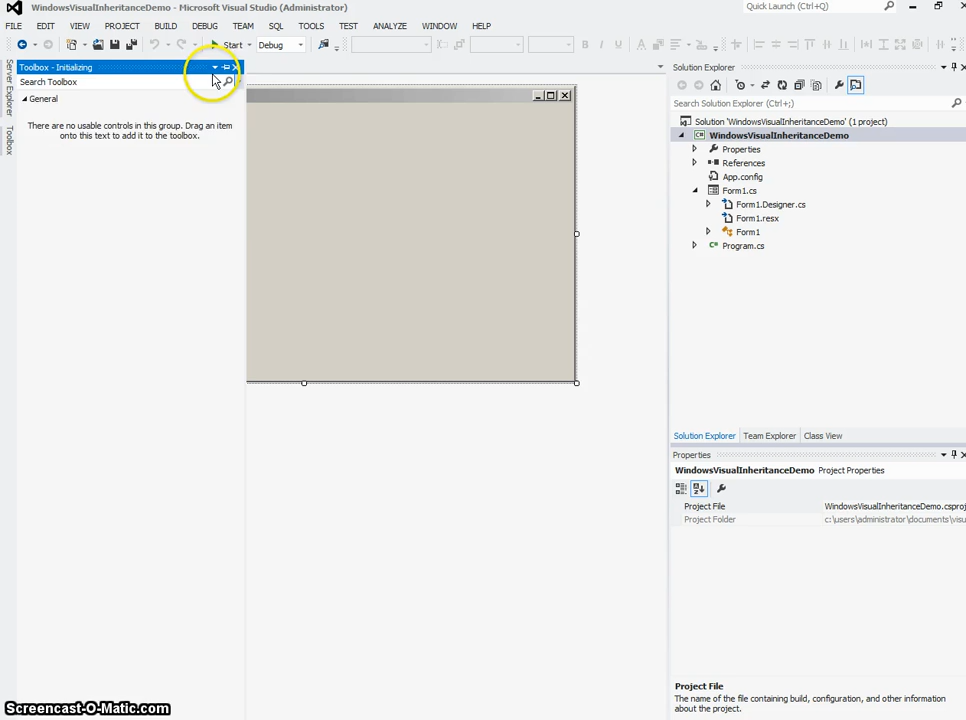 WindowsVisualInheritanceDemo - Microsoft Visual Studio (Administrator)
Quick Launch (Ctrl+Q)
FILE EDIT VIEW PROJECT BUILD DEBUG TEAM SQL TOOLS TEST ANALYZE WINDOW HELP
Start Debug
A B I U
Server Explorer
Toolbox
Toolbox - Initializing
Search Toolbox
General
There are no usable controls in this group. Drag an item
onto this text to add it to the toolbox.
Solution Explorer
Search Solution Explorer (Ctrl+;)
Solution 'WindowsVisualInheritanceDemo' (1 project)
WindowsVisualInheritanceDemo
Properties
References
App.config
Form1.cs
Form1.Designer.cs
Form1.resx
Form1
Program.cs
Solution Explorer Team Explorer Class View
Properties
WindowsVisualInheritanceDemo Project Properties
Project File WindowsVisualInheritanceDemo.csproj
Project Folder c:\users\administrator\documents\visu
Project File
The name of the file containing build, configuration, and other information
about the project.
Screencast-O-Matic.com